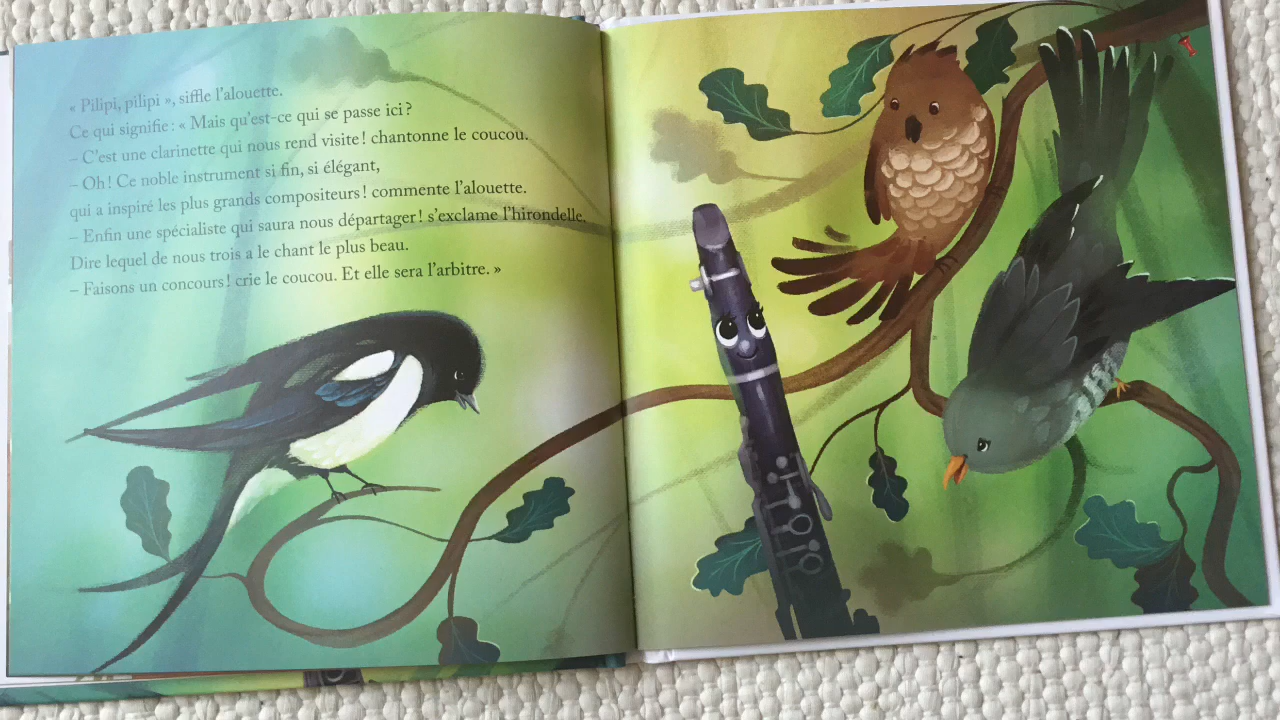 « Pilipi, pilipi », siffle l'alouette.
Ce qui signifie : « Mais qu'est-ce qui se passe ici ?
– C'est une clarinette qui nous rend visite ! chantonne le coucou.
– Oh ! Ce noble instrument si fin, si élégant,
qui a inspiré les plus grands compositeurs ! commente l'alouette.
– Enfin une spécialiste qui saura nous départager ! s'exclame l'hirondelle.
Dire lequel de nous trois a le chant le plus beau.
– Faisons un concours ! crie le coucou. Et elle sera l'arbitre. »